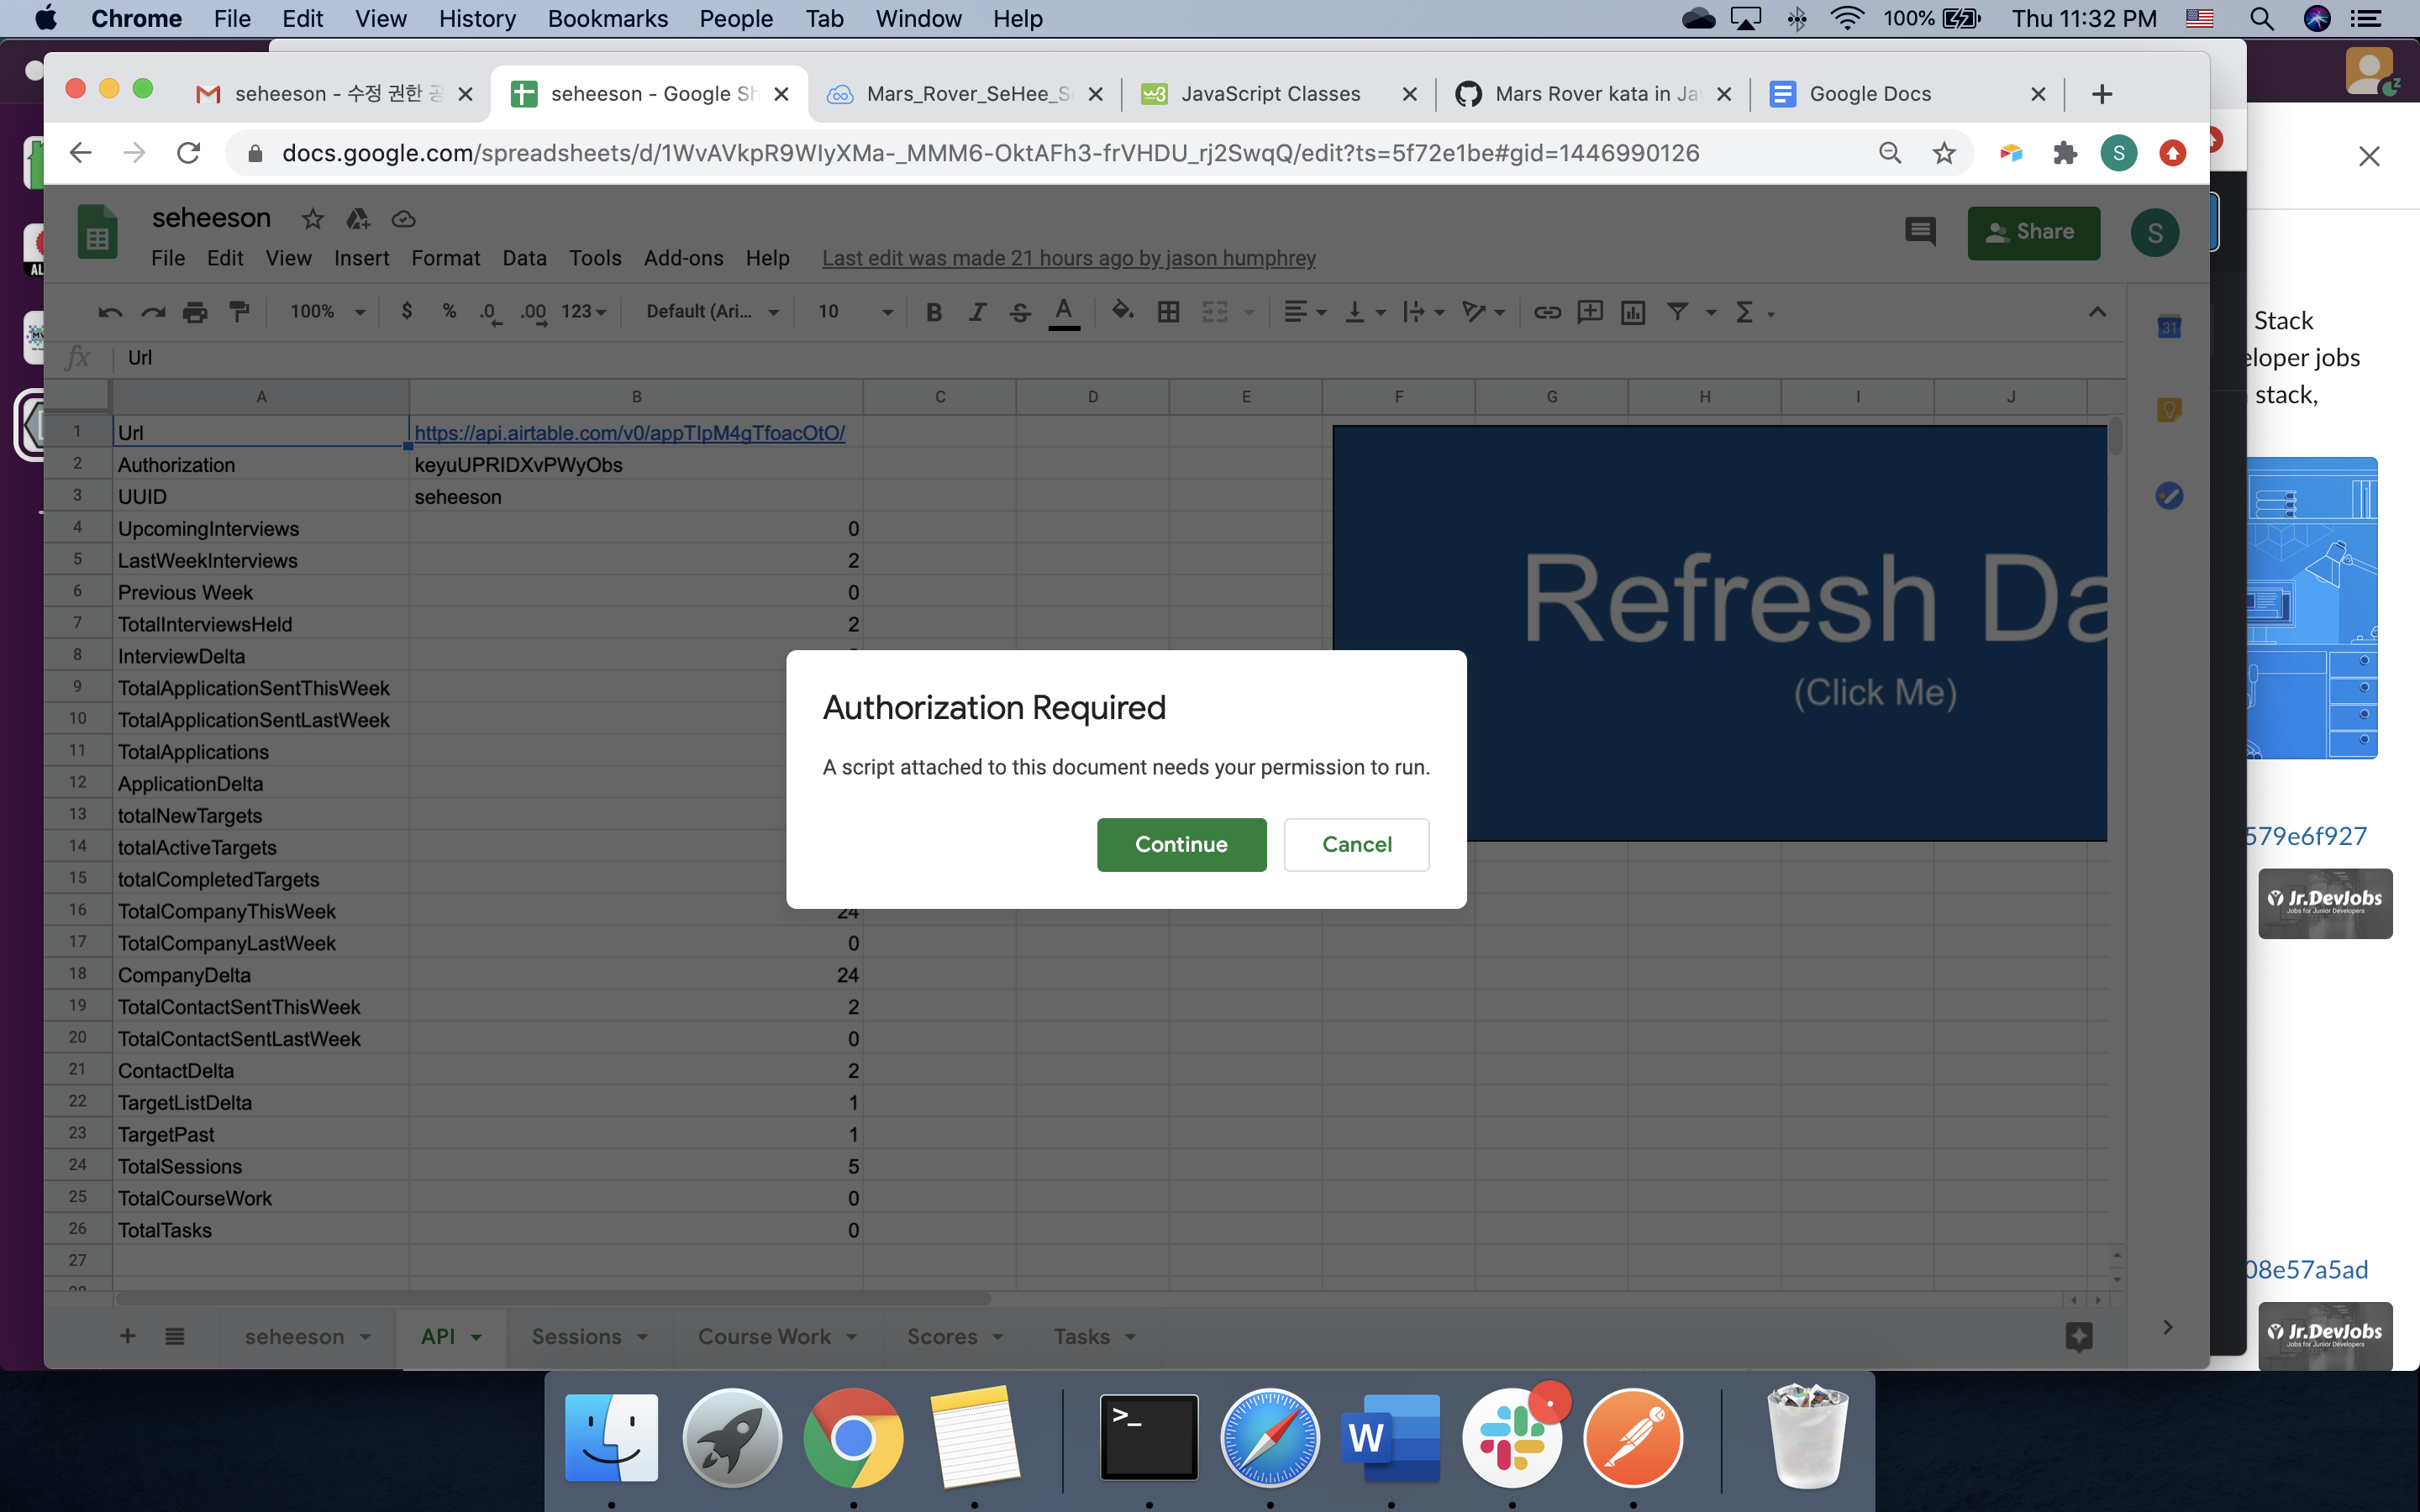 Chrome File Edit View History Bookmarks People Tab Window Help 100% Thu 11:32 PM
seheeson - 수정 권한 공
seheeson - Google Sh
Mars_Rover_SeHee_S
JavaScript Classes
Mars Rover kata in Jav
Google Docs
docs.google.com/spreadsheets/d/1WvAVkpR9WIyXMa-_MMM6-OktAFh3-frVHDU_rj2SwqQ/edit?ts=5f72e1be#gid=1446990126
S
seheeson
Share
S
File Edit View Insert Format Data Tools Add-ons Help Last edit was made 21 hours ago by jason humphrey
100% $ % .0 .00 123 Default (Ari... 10 B I S A
31
fx Url
A B C D E F G H I J
1 Url https://api.airtable.com/v0/appTIpM4gTfoacOtO/
2 Authorization keyuUPRIDXvPWyObs
3 UUID seheeson
4 UpcomingInterviews 0
5 LastWeekInterviews 2
6 Previous Week 0
7 TotalInterviewsHeld 2
8 InterviewDelta
9 TotalApplicationSentThisWeek
10 TotalApplicationSentLastWeek
11 TotalApplications
12 ApplicationDelta
13 totalNewTargets
14 totalActiveTargets
15 totalCompletedTargets
16 TotalCompanyThisWeek 24
17 TotalCompanyLastWeek 0
18 CompanyDelta 24
19 TotalContactSentThisWeek 2
20 TotalContactSentLastWeek 0
21 ContactDelta 2
22 TargetListDelta 1
23 TargetPast 1
24 TotalSessions 5
25 TotalCourseWork 0
26 TotalTasks 0
27
Refresh Da
(Click Me)
Authorization Required
A script attached to this document needs your permission to run.
Continue Cancel
seheeson API Sessions Course Work Scores Tasks
Stack
eloper jobs
stack,
579e6f927
Jr.DevJobs
Jobs for Junior Developers
08e57a5ad
Jr.DevJobs
Jobs for Junior Developers
AL
>_
W